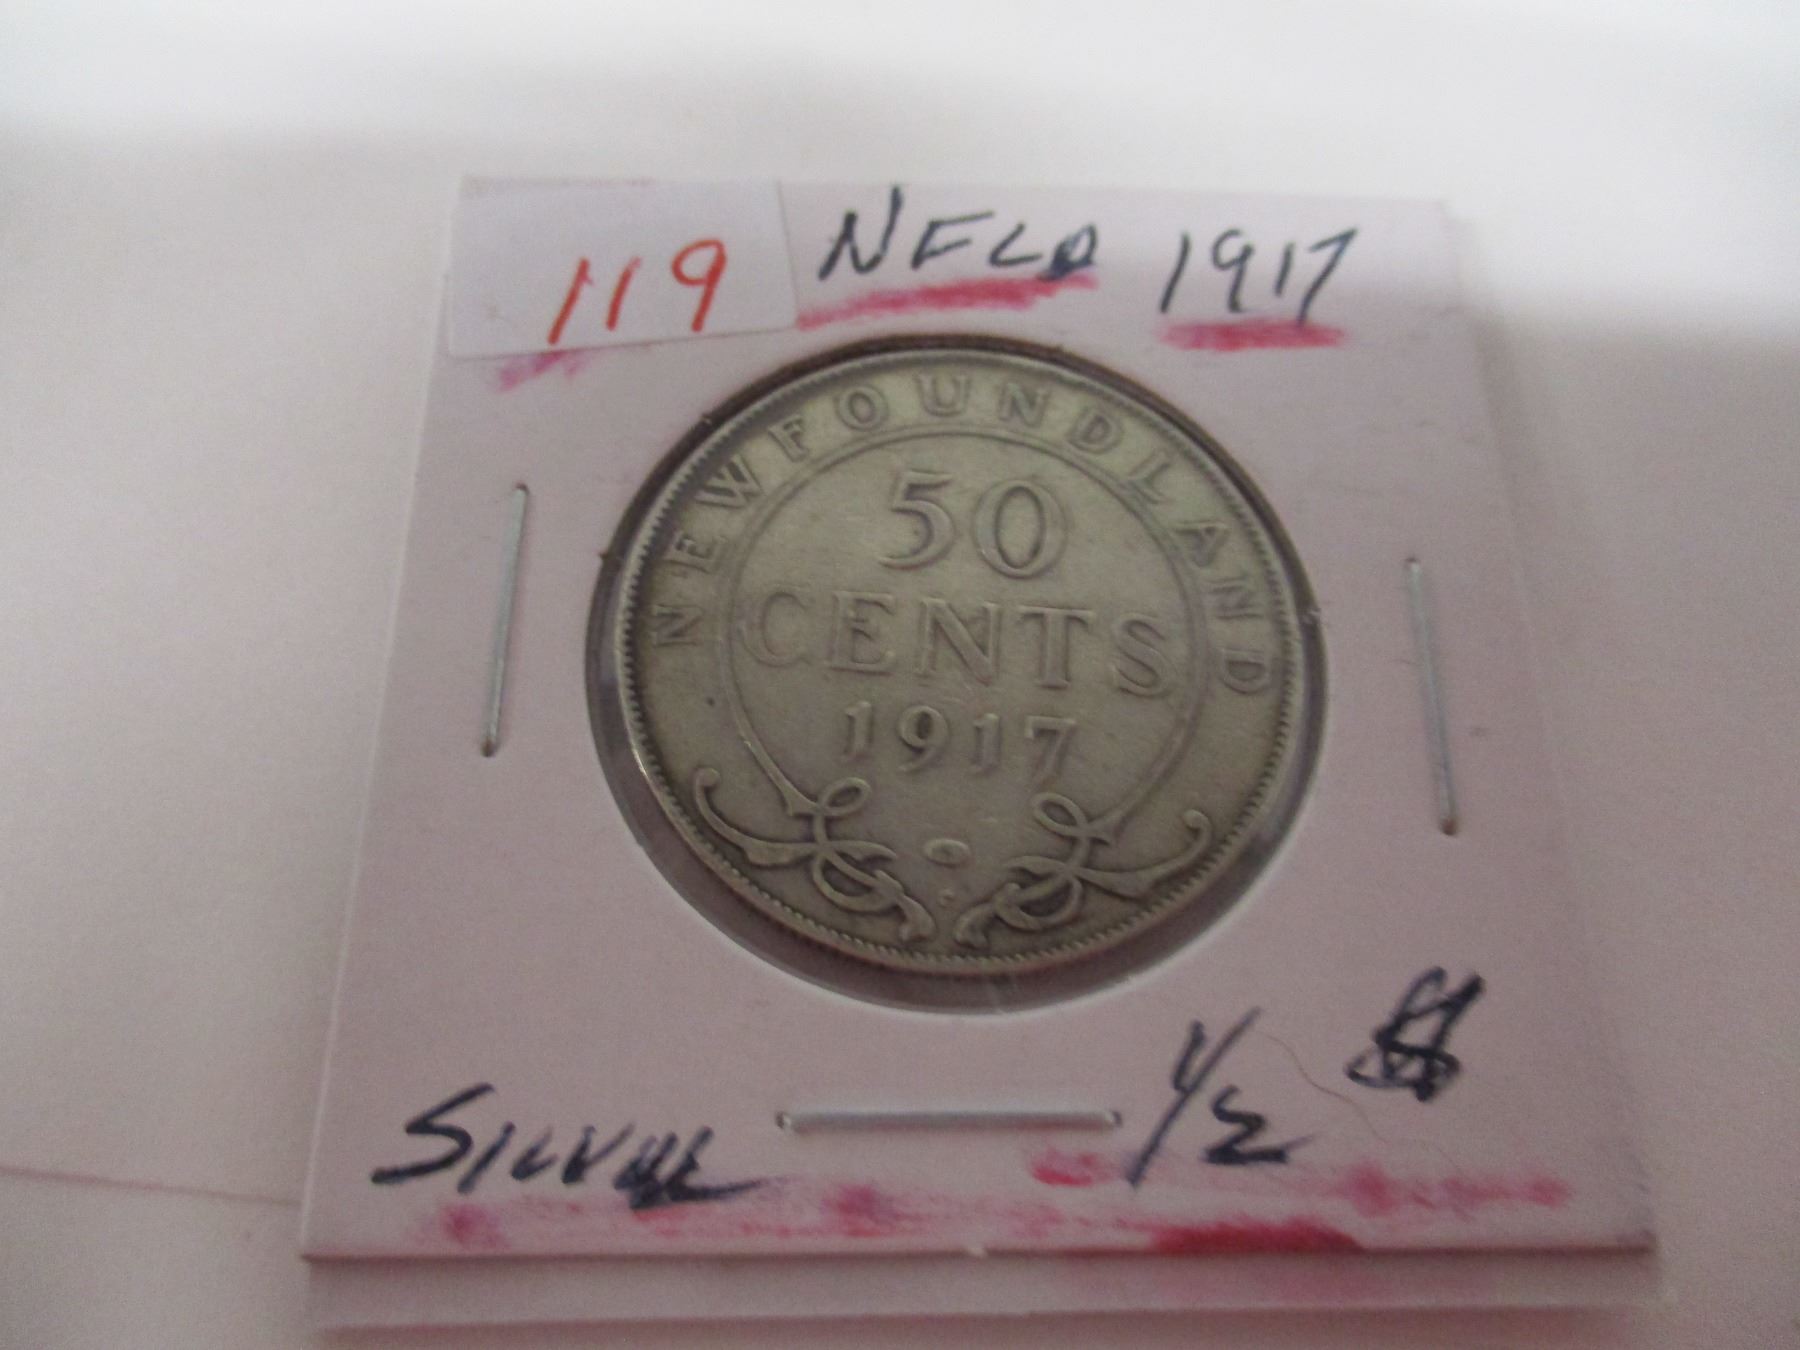 119 NFLD 1917
NEWFOUNDLAND
50
CENTS
1917
SILVER 1/2 $